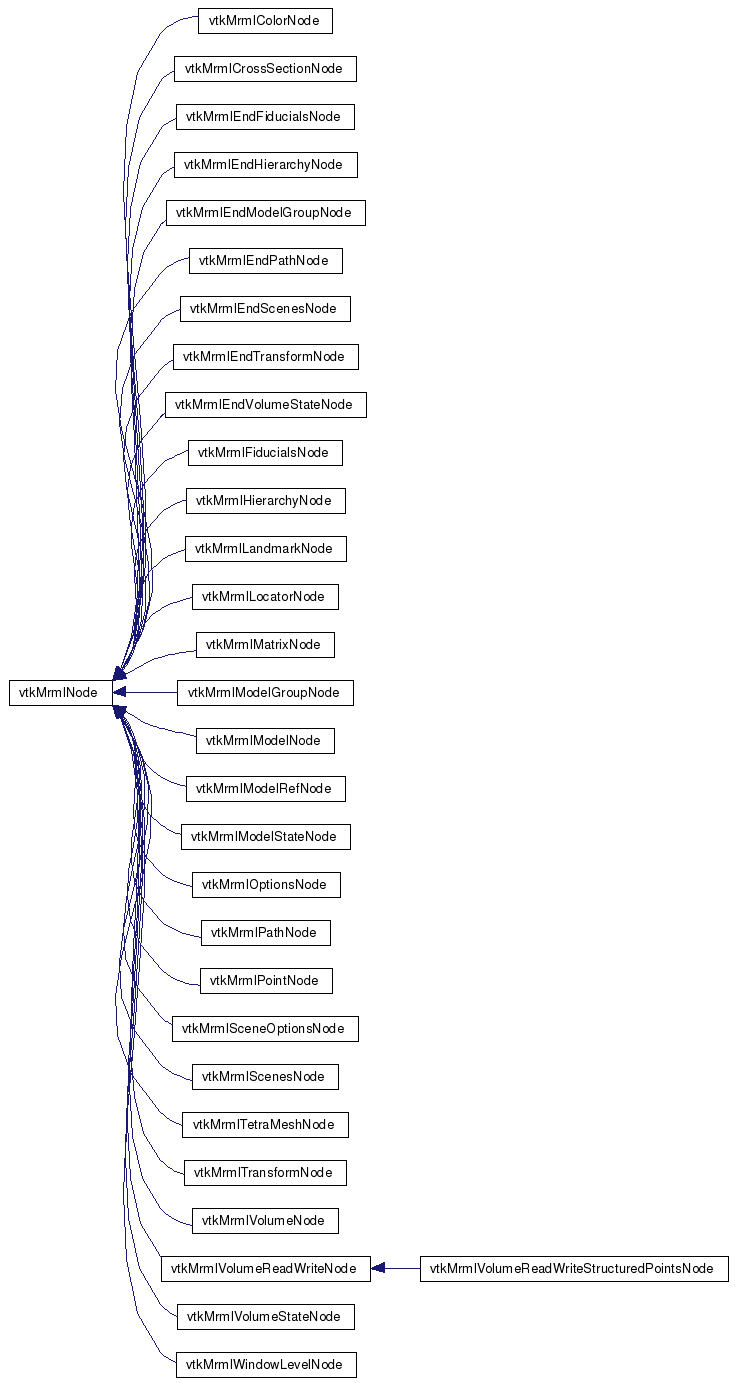 vtkMrmlColorNode
vtkMrmlCrossSectionNode
vtkMrmlEndFiducialsNode
vtkMrmlEndHierarchyNode
vtkMrmlEndModelGroupNode
vtkMrmlEndPathNode
vtkMrmlEndScenesNode
vtkMrmlEndTransformNode
vtkMrmlEndVolumeStateNode
vtkMrmlFiducialsNode
vtkMrmlHierarchyNode
vtkMrmlLandmarkNode
vtkMrmlLocatorNode
vtkMrmlMatrixNode
vtkMrmlNode
vtkMrmlModelGroupNode
vtkMrmlModelNode
vtkMrmlModelRefNode
vtkMrmlModelStateNode
vtkMrmlOptionsNode
vtkMrmlPathNode
vtkMrmlPointNode
vtkMrmlSceneOptionsNode
vtkMrmlScenesNode
vtkMrmlTetraMeshNode
vtkMrmlTransformNode
vtkMrmlVolumeNode
vtkMrmlVolumeReadWriteNode
vtkMrmlVolumeReadWriteStructuredPointsNode
vtkMrmlVolumeStateNode
vtkMrmlWindowLevelNode